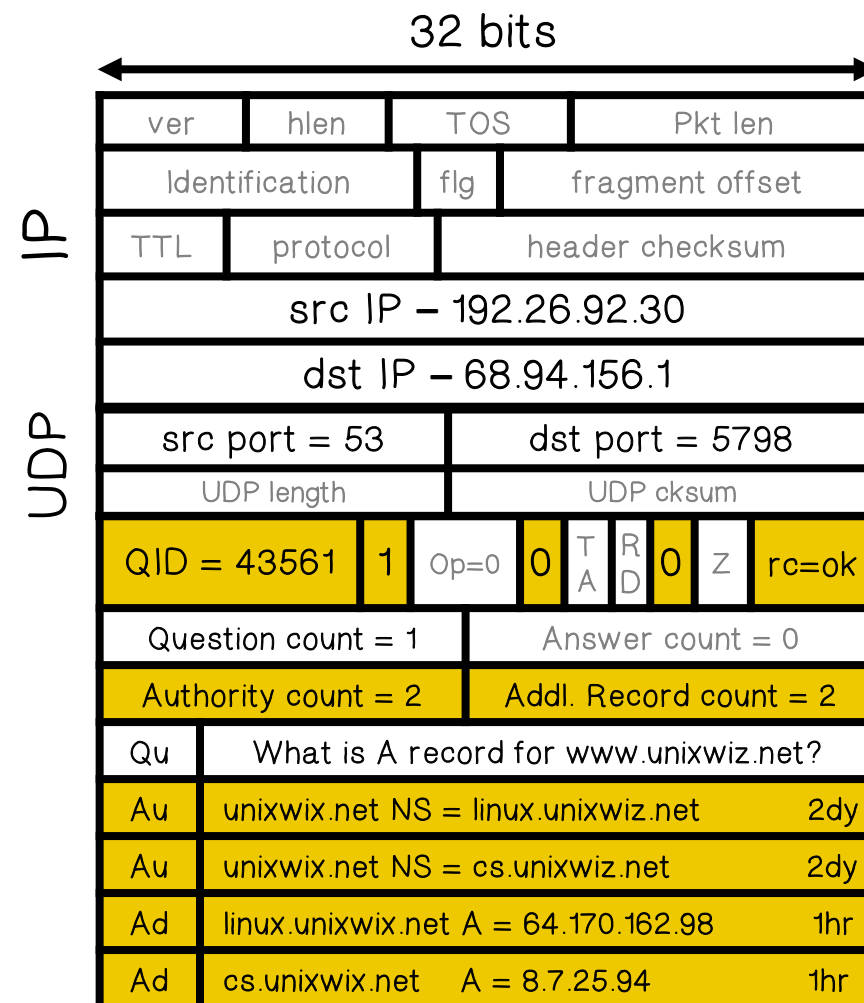 32 bits
IP
ver hlen TOS Pkt len
Identification flg fragment offset
TTL protocol header checksum
src IP – 192.26.92.30
dst IP – 68.94.156.1
UDP
src port = 53 dst port = 5798
UDP length UDP cksum
QID = 43561 1 Op=0 0 TA RD 0 Z rc=ok
Question count = 1 Answer count = 0
Authority count = 2 Addl. Record count = 2
Qu What is A record for www.unixwiz.net?
Au unixwix.net NS = linux.unixwiz.net 2dy
Au unixwix.net NS = cs.unixwiz.net 2dy
Ad linux.unixwix.net A = 64.170.162.98 1hr
Ad cs.unixwix.net A = 8.7.25.94 1hr